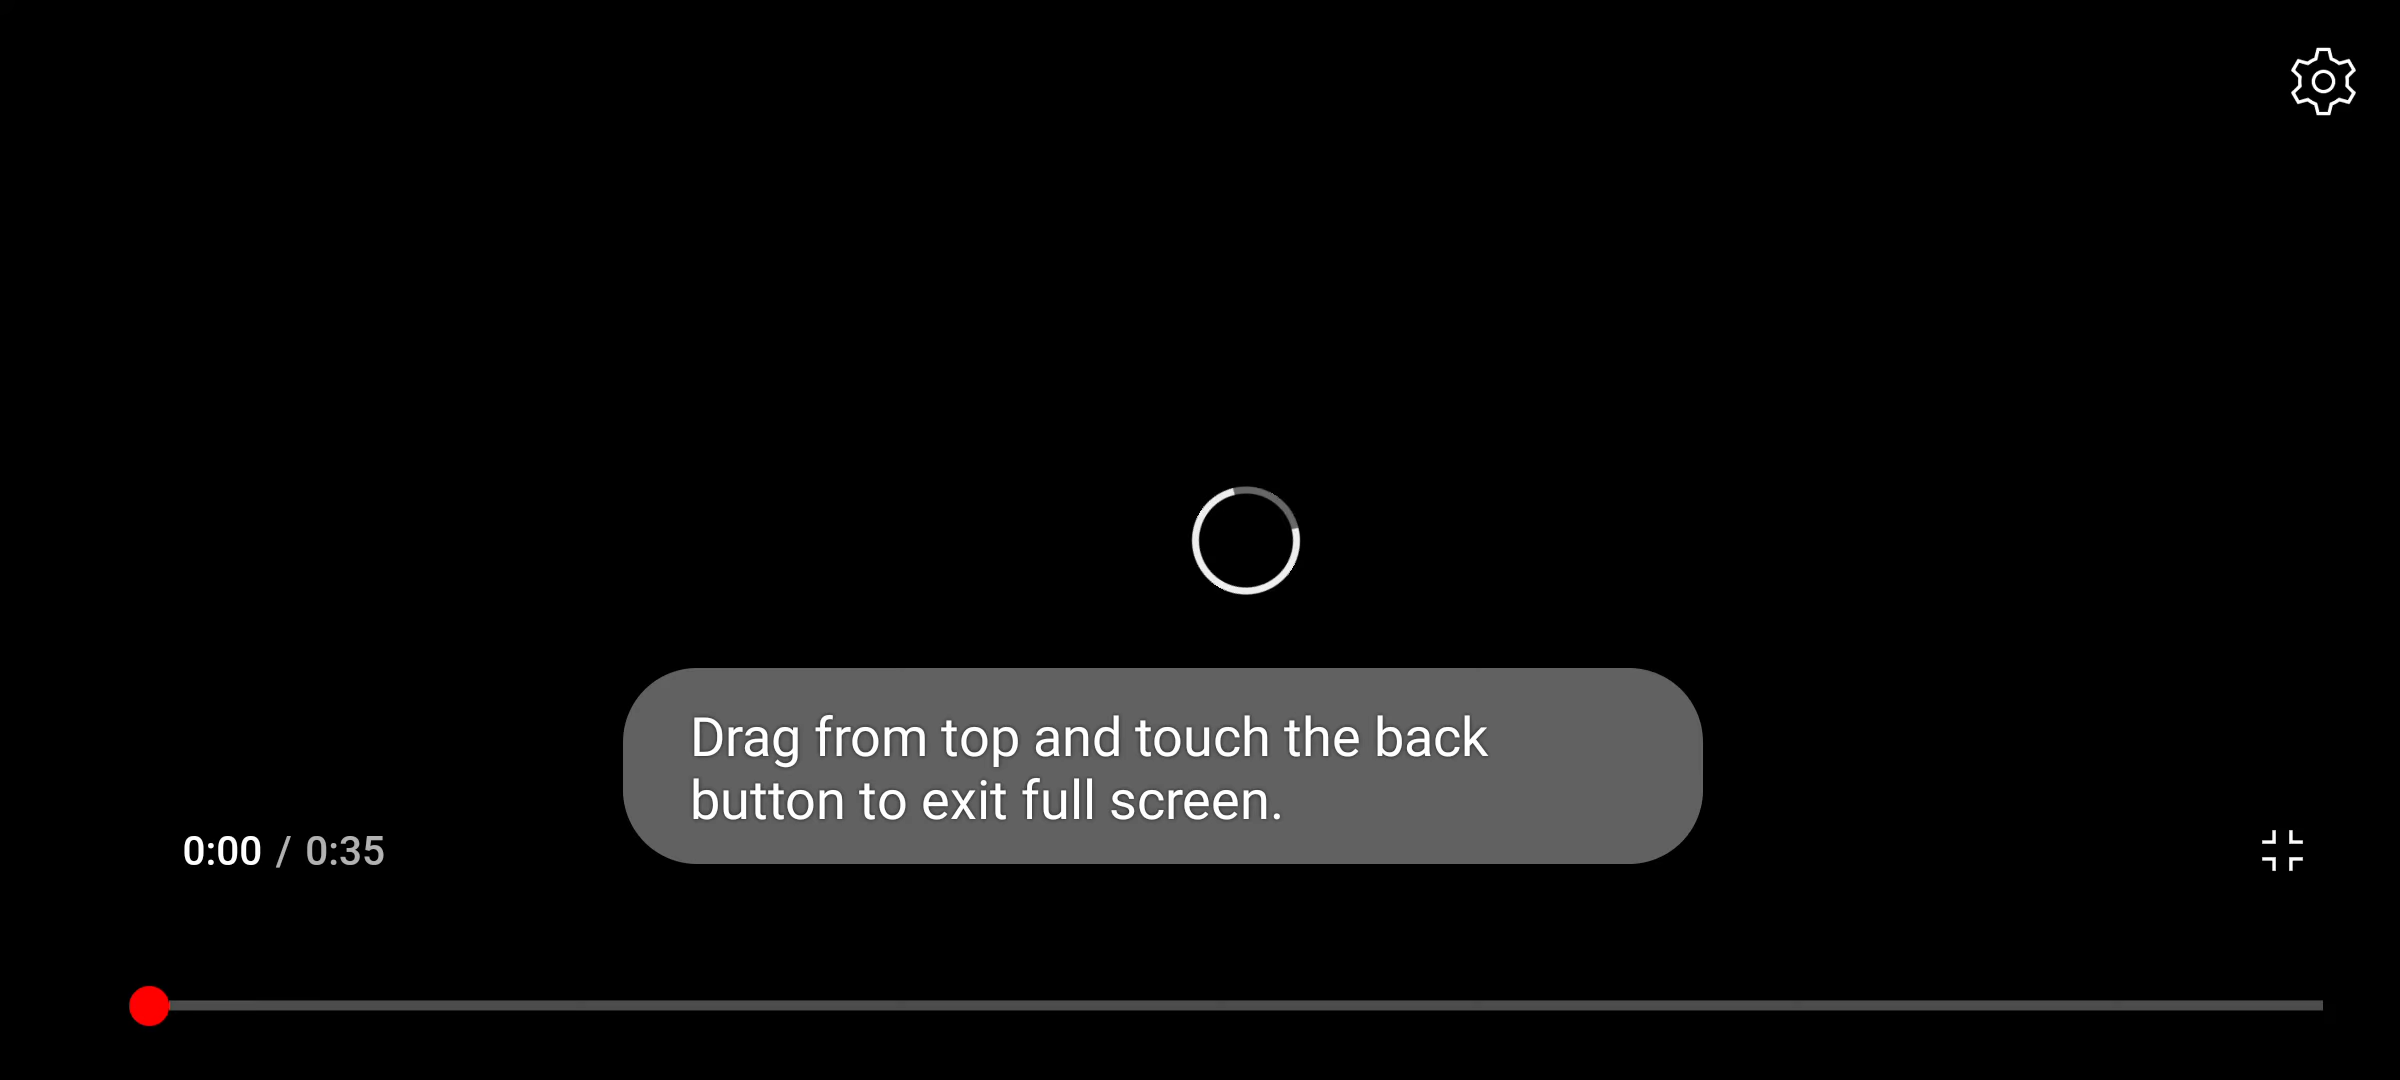 Drag from top and touch the back
button to exit full screen.
0:00 / 0:35